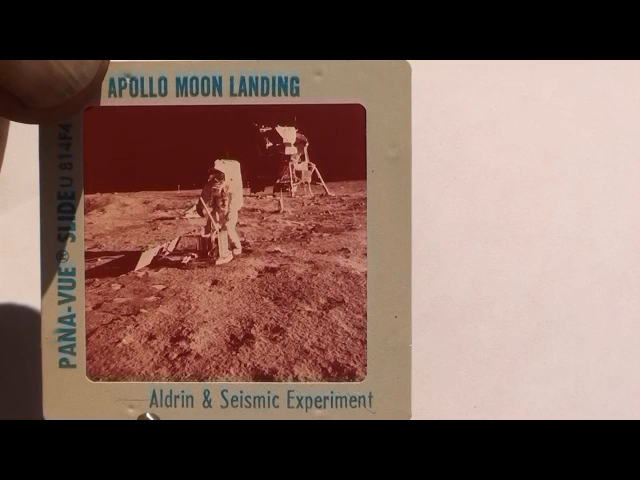 APOLLO MOON LANDING
PANA-VUE® SLIDE U 814F4
Aldrin & Seismic Experiment